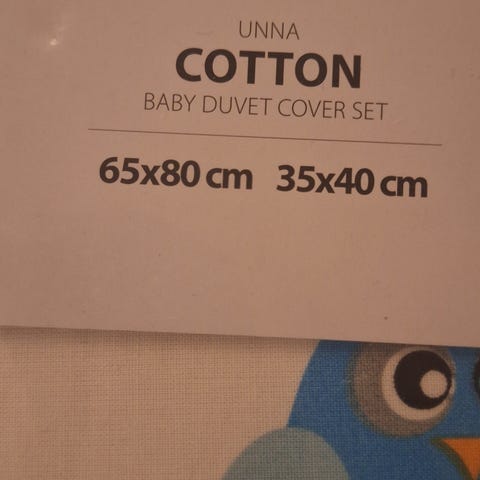 UNNA
COTTON
BABY DUVET COVER SET
65x80 cm 35x40 cm